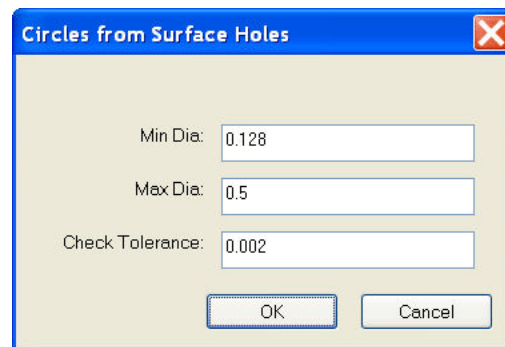 Circles from Surface Holes
Min Dia: 0.128
Max Dia: 0.5
Check Tolerance: 0.002
OK Cancel